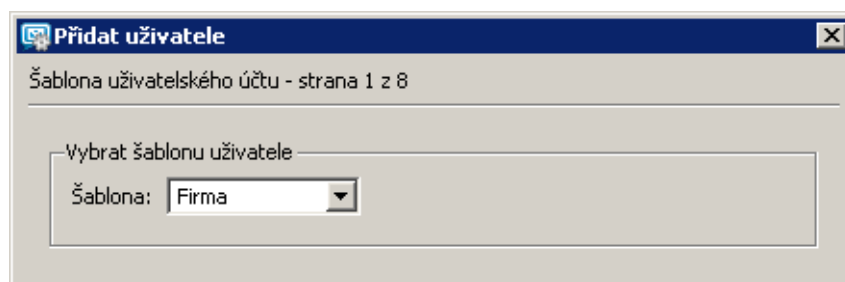 Přidat uživatele
Šablona uživatelského účtu - strana 1 z 8
Vybrat šablonu uživatele
Šablona: Firma